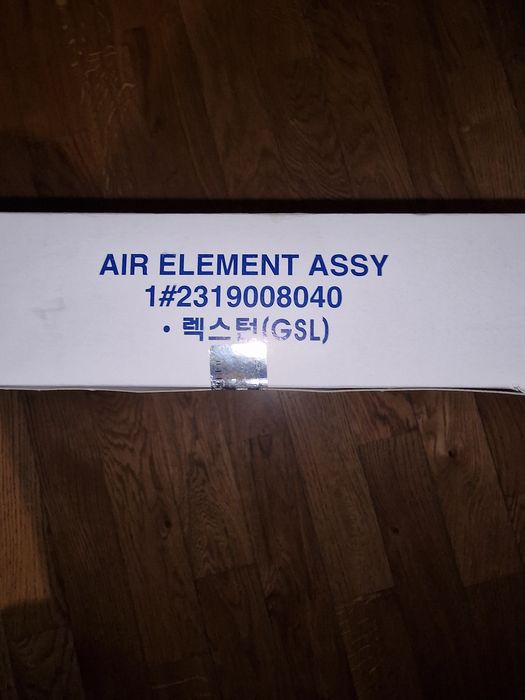 AIR ELEMENT ASSY
1#2319008040
• 렉스턴(GSL)